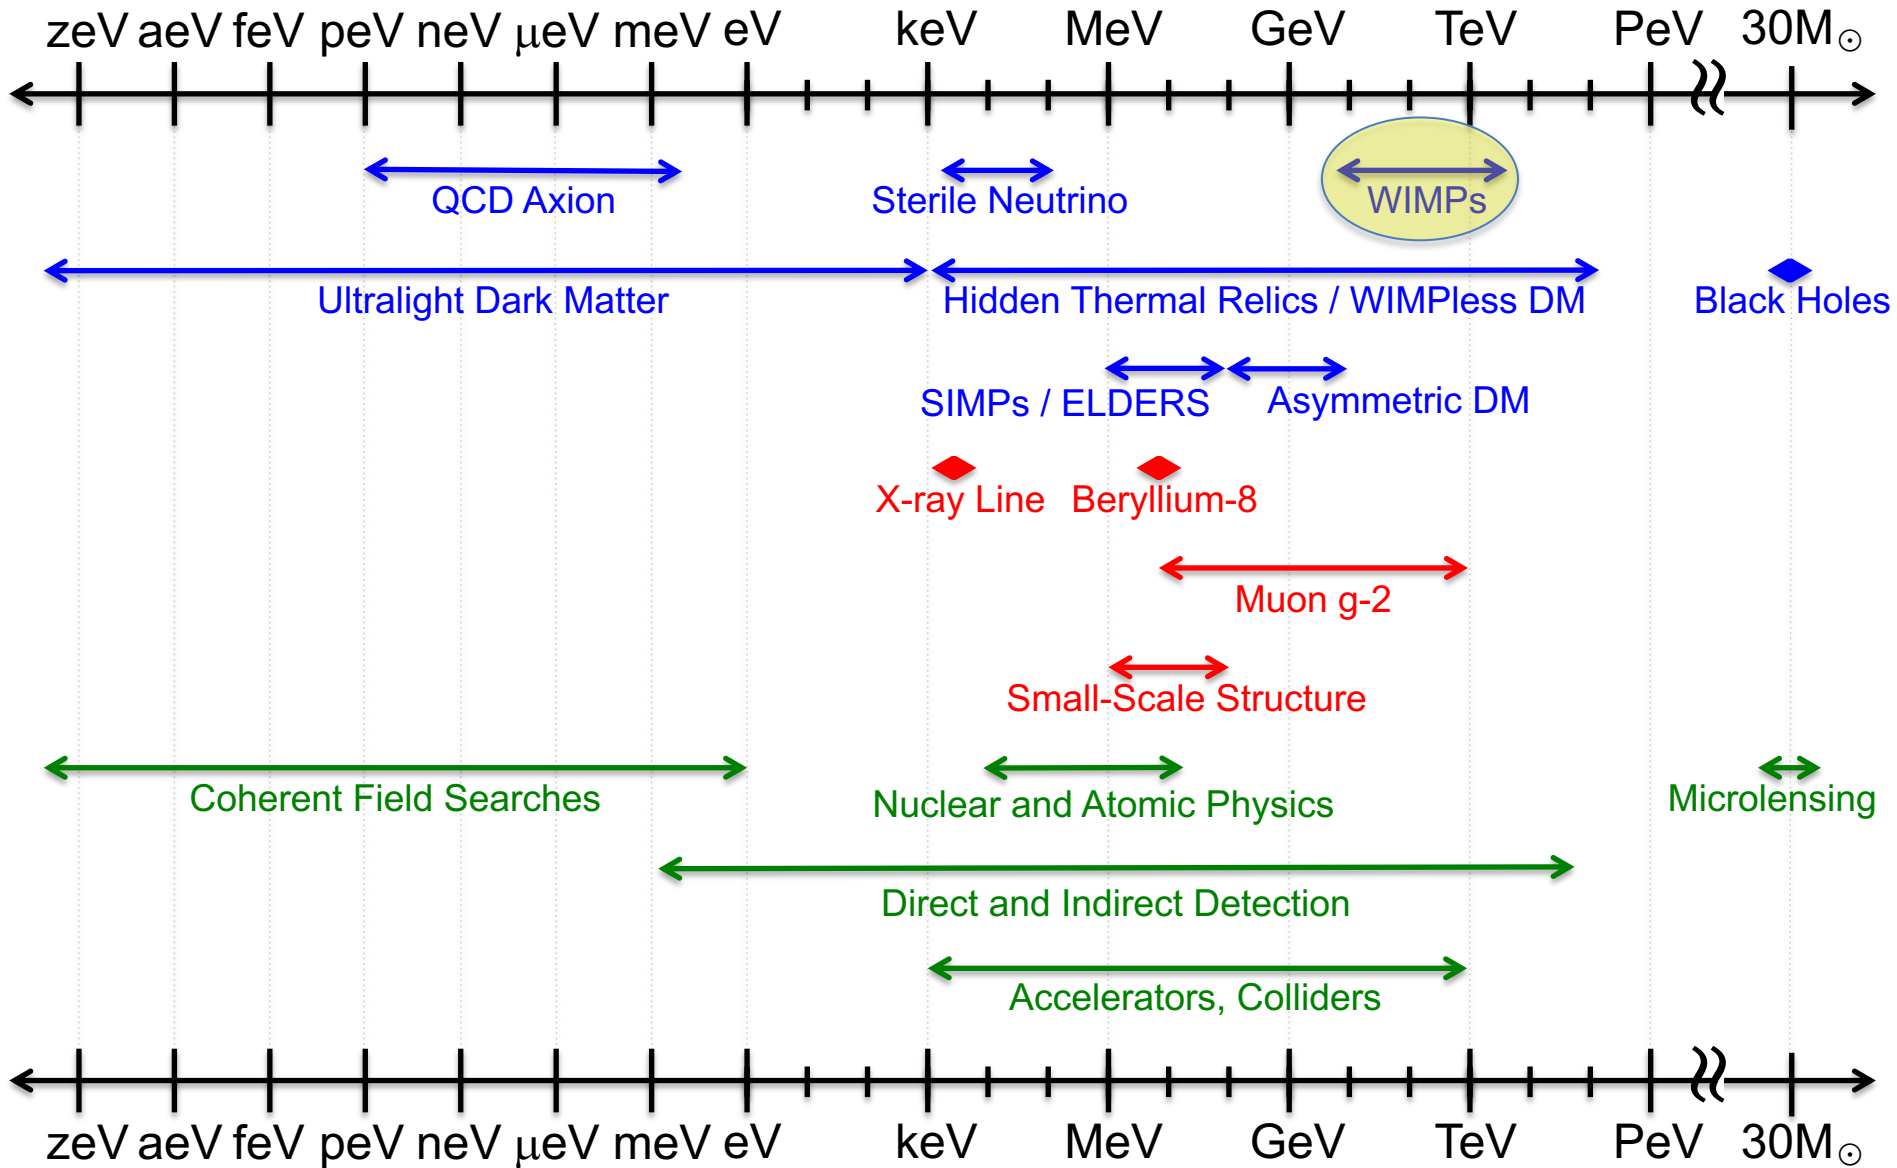 zeV aeV feV peV neV μeV meV eV keV MeV GeV TeV PeV 30M☉
QCD Axion Sterile Neutrino WIMPs
Ultralight Dark Matter Hidden Thermal Relics / WIMPless DM Black Holes
SIMPs / ELDERS Asymmetric DM
X-ray Line Beryllium-8
Muon g-2
Small-Scale Structure
Coherent Field Searches Nuclear and Atomic Physics Microlensing
Direct and Indirect Detection
Accelerators, Colliders
zeV aeV feV peV neV μeV meV eV keV MeV GeV TeV PeV 30M☉